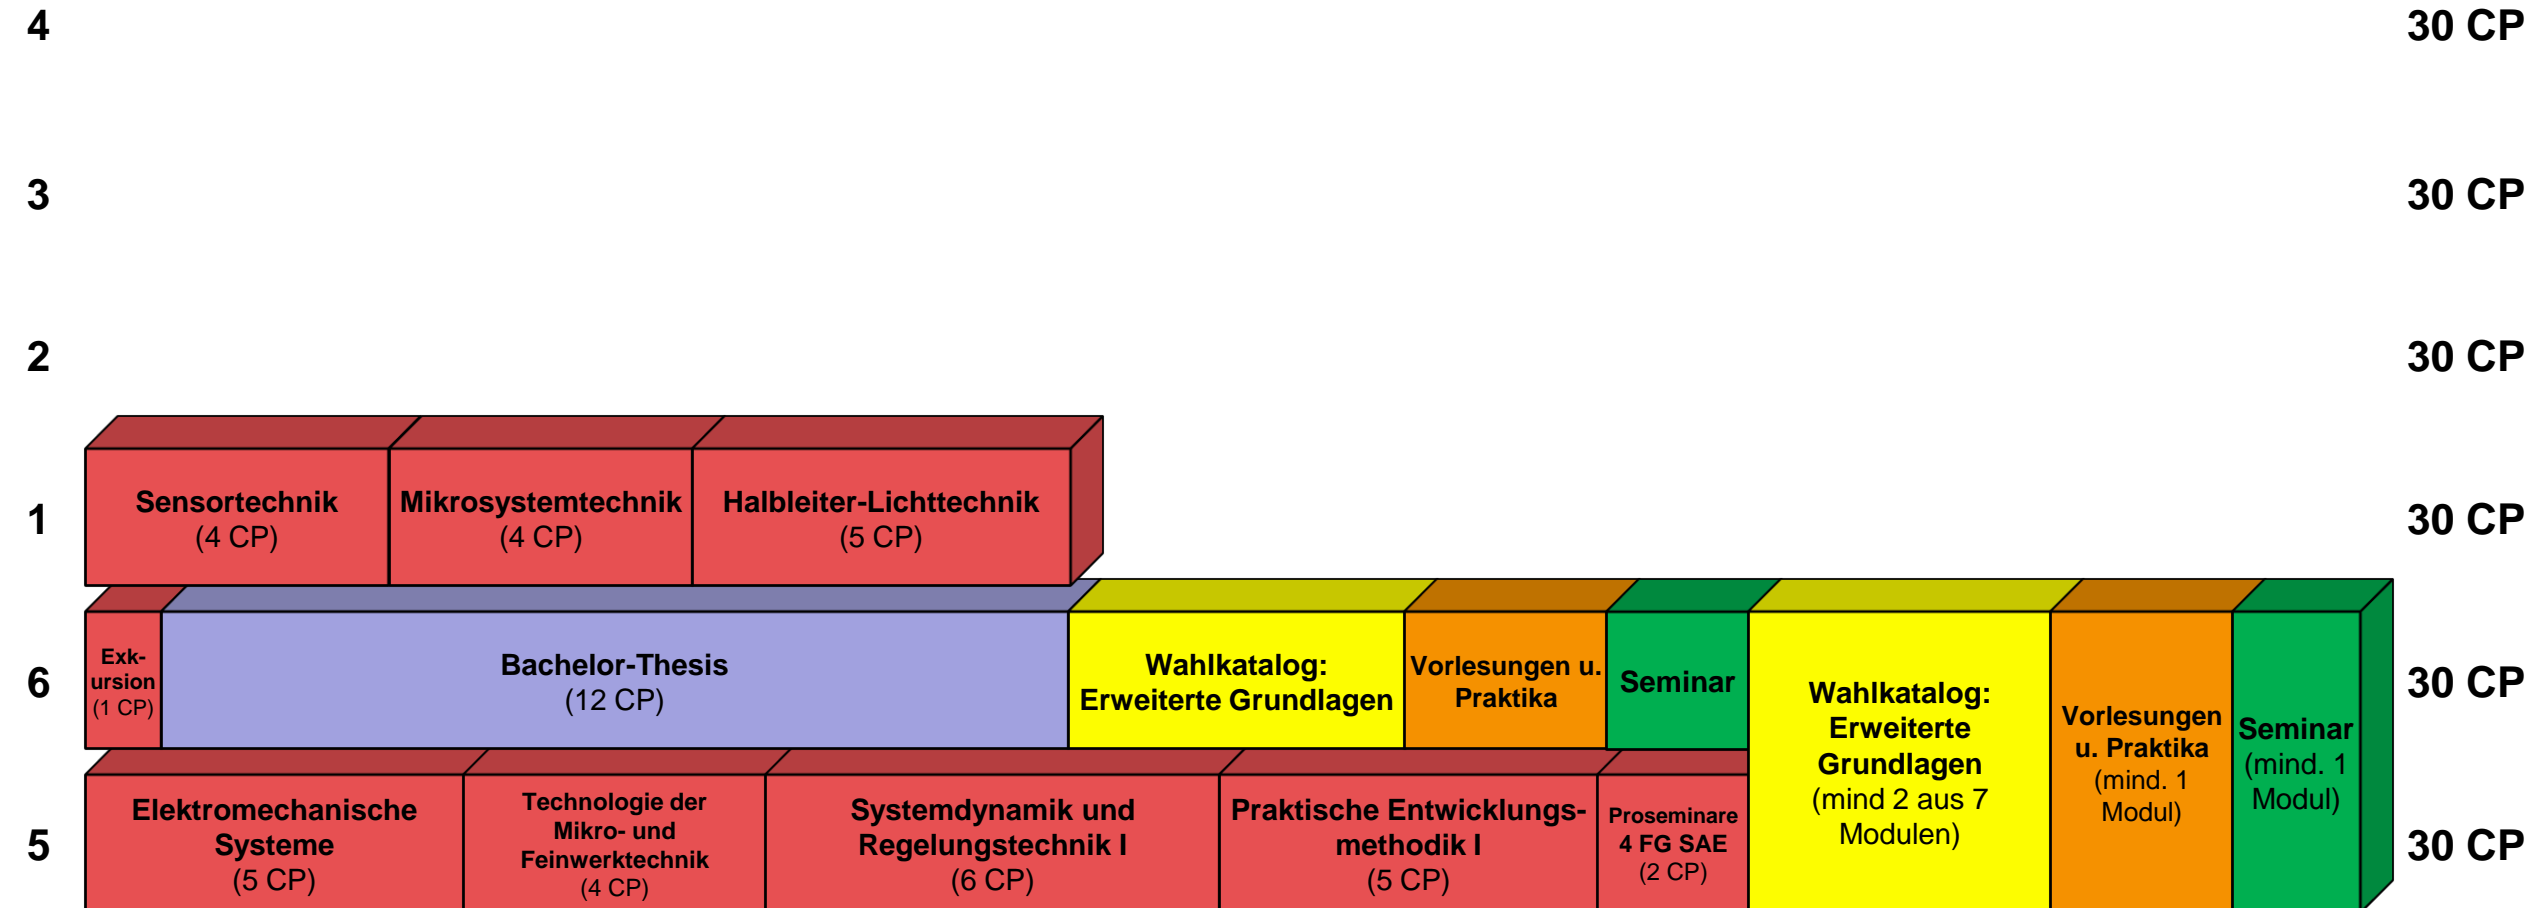 4
30 CP
3
30 CP
2
30 CP
1
Sensortechnik
(4 CP)
Mikrosystemtechnik
(4 CP)
Halbleiter-Lichttechnik
(5 CP)
30 CP
6
Exk-
ursion
(1 CP)
Bachelor-Thesis
(12 CP)
Wahlkatalog:
Erweiterte Grundlagen
Vorlesungen u.
Praktika
Seminar
30 CP
Wahlkatalog:
Erweiterte
Grundlagen
(mind 2 aus 7
Modulen)
Vorlesungen
u. Praktika
(mind. 1
Modul)
Seminar
(mind. 1
Modul)
5
Elektromechanische
Systeme
(5 CP)
Technologie der
Mikro- und
Feinwerktechnik
(4 CP)
Systemdynamik und
Regelungstechnik I
(6 CP)
Praktische Entwicklungs-
methodik I
(5 CP)
Proseminare
4 FG SAE
(2 CP)
30 CP